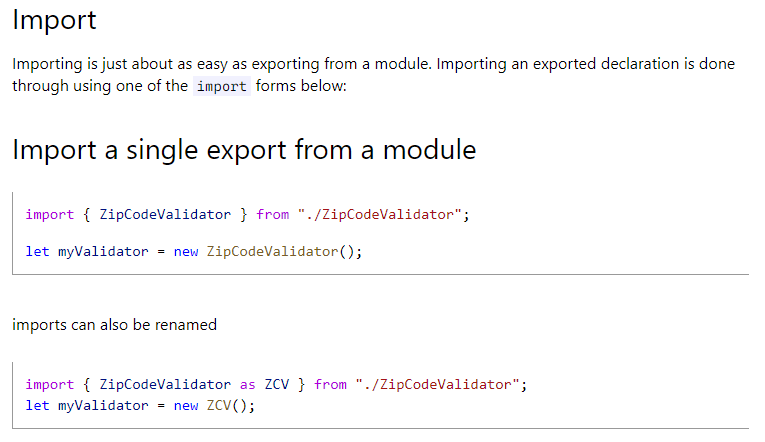 Import
Importing is just about as easy as exporting from a module. Importing an exported declaration is done
through using one of the import forms below:
Import a single export from a module
import { ZipCodeValidator } from "./ZipCodeValidator";
let myValidator = new ZipCodeValidator();
imports can also be renamed
import { ZipCodeValidator as ZCV } from "./ZipCodeValidator";
let myValidator = new ZCV();